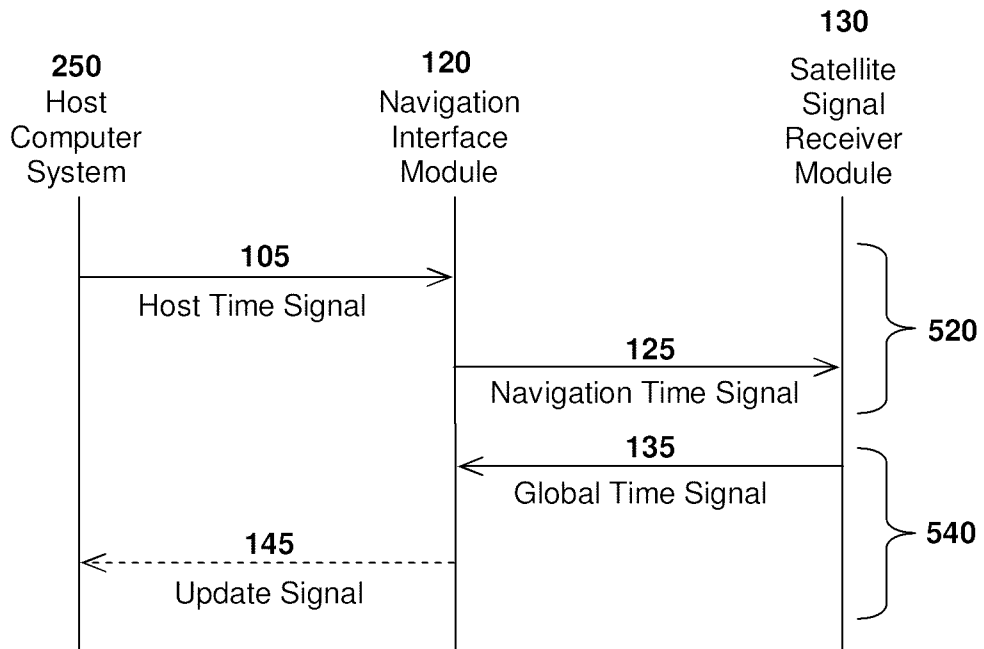 250
Host
Computer
System
120
Navigation
Interface
Module
130
Satellite
Signal
Receiver
Module
105
Host Time Signal
125
Navigation Time Signal
520
135
Global Time Signal
145
Update Signal
540